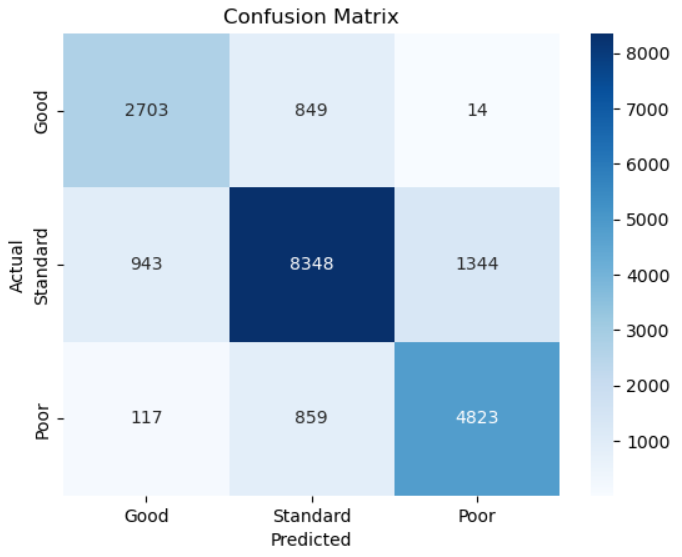 Confusion Matrix
Actual
Good
2703 849 14
Standard
943 8348 1344
Poor
117 859 4823
Good Standard Poor
Predicted
8000
7000
6000
5000
4000
3000
2000
1000